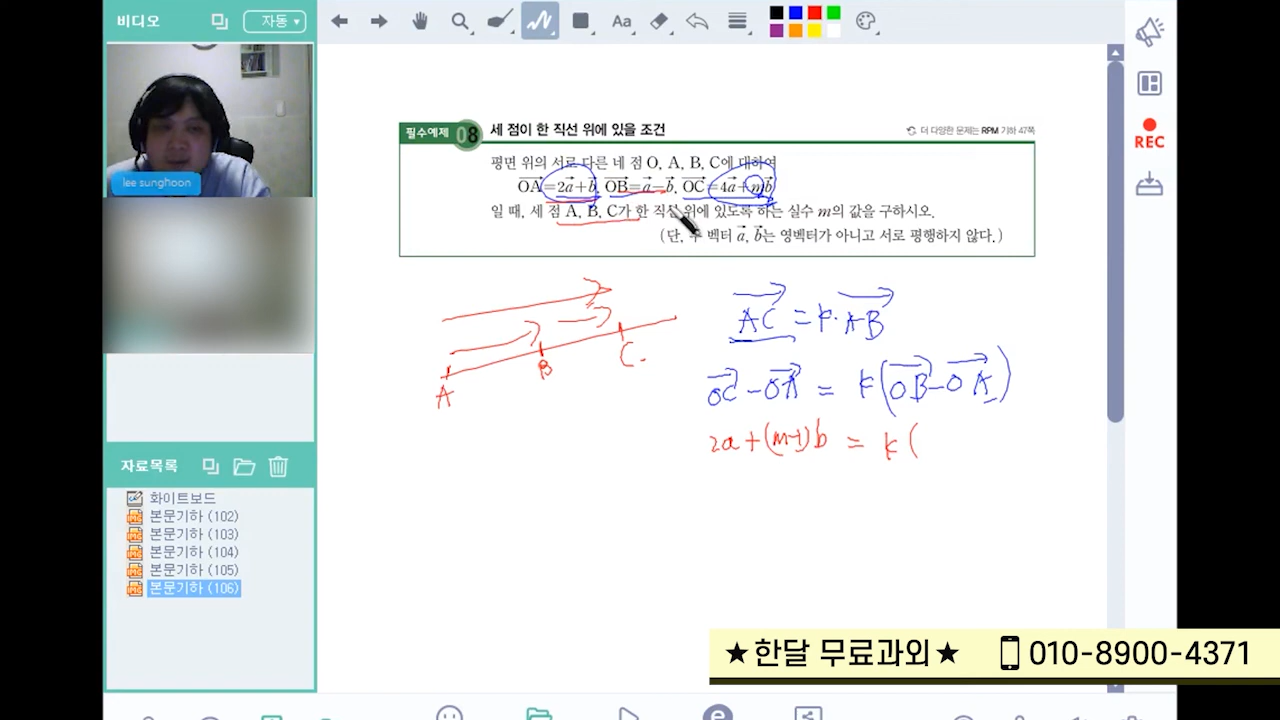 비디오
자동
Aa
REC
lee sunghoon
필수예제 08 세 점이 한 직선 위에 있을 조건
더 다양한 문제는 RPM 기하 47쪽
평면 위의 서로 다른 네 점 O, A, B, C에 대하여
OA=2a+b, OB=a-b, OC=4a+mb
일 때, 세 점 A, B, C가 한 직선 위에 있도록 하는 실수 m의 값을 구하시오.
(단, 두 벡터 a, b는 영벡터가 아니고 서로 평행하지 않다.)
A
B
C.
AC = k·AB
OC - OA = k(OB - OA)
2a+(m-1)b = k(
자료목록
화이트보드
본문기하 (102)
본문기하 (103)
본문기하 (104)
본문기하 (105)
본문기하 (106)
★한달 무료과외★ 010-8900-4371